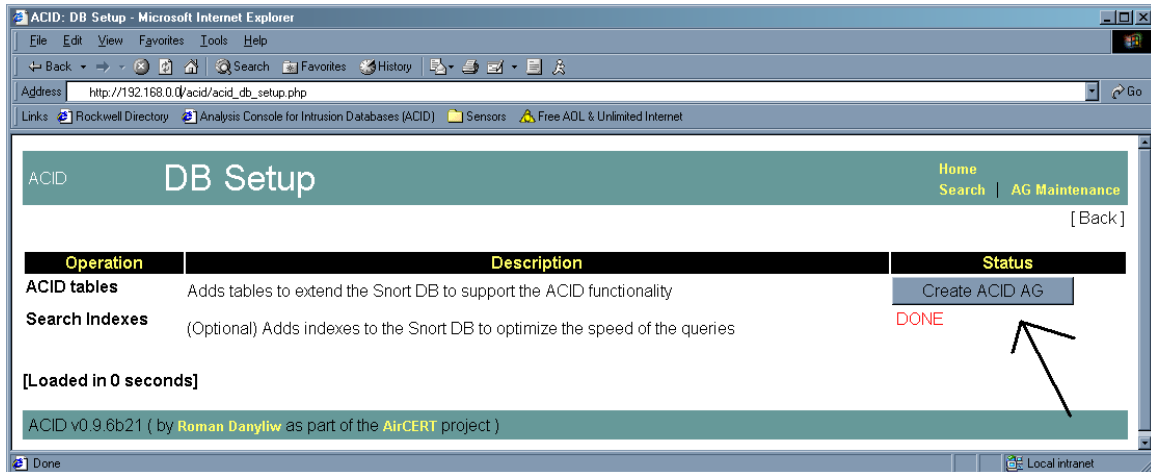 ACID: DB Setup - Microsoft Internet Explorer
File Edit View Favorites Tools Help
Back Search Favorites History
Address http://192.168.0.0/acid/acid_db_setup.php Go
Links Rockwell Directory Analysis Console for Intrusion Databases (ACID) Sensors Free AOL & Unlimited Internet
ACID DB Setup Home
Search | AG Maintenance
[ Back ]
Operation Description Status
ACID tables Adds tables to extend the Snort DB to support the ACID functionality Create ACID AG
Search Indexes (Optional) Adds indexes to the Snort DB to optimize the speed of the queries DONE
[Loaded in 0 seconds]
ACID v0.9.6b21 ( by Roman Danyliw as part of the AirCERT project )
Done Local intranet